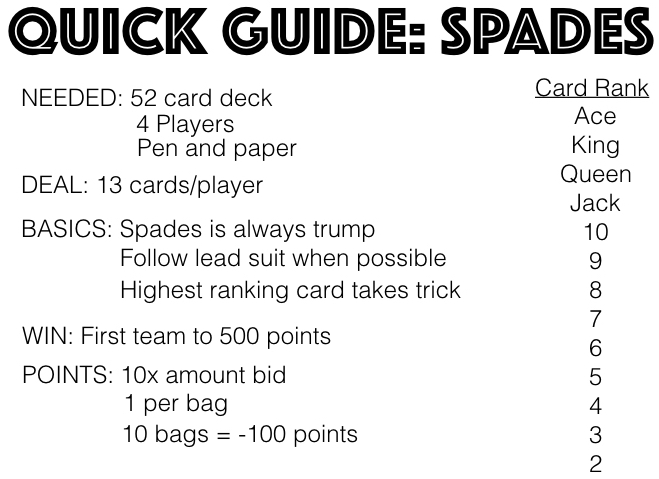 QUICK GUIDE: SPADES
NEEDED: 52 card deck
4 Players
Pen and paper
DEAL: 13 cards/player
BASICS: Spades is always trump
Follow lead suit when possible
Highest ranking card takes trick
WIN: First team to 500 points
POINTS: 10x amount bid
1 per bag
10 bags = -100 points
Card Rank
Ace
King
Queen
Jack
10
9
8
7
6
5
4
3
2